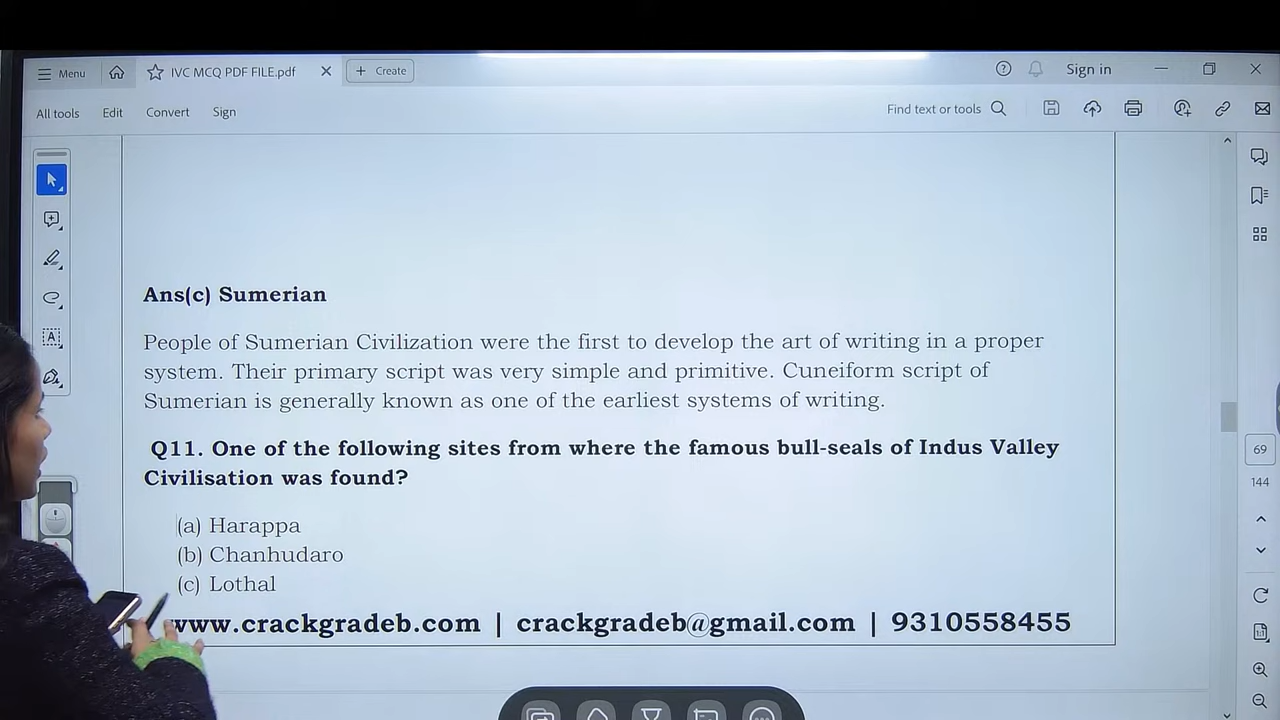 Menu
IVC MCQ PDF FILE.pdf
Create
Sign in
All tools
Edit
Convert
Sign
Find text or tools
Ans(c) Sumerian
People of Sumerian Civilization were the first to develop the art of writing in a proper
system. Their primary script was very simple and primitive. Cuneiform script of
Sumerian is generally known as one of the earliest systems of writing.
Q11. One of the following sites from where the famous bull-seals of Indus Valley
Civilisation was found?
(a) Harappa
(b) Chanhudaro
(c) Lothal
www.crackgradeb.com | crackgradeb@gmail.com | 9310558455
69
144